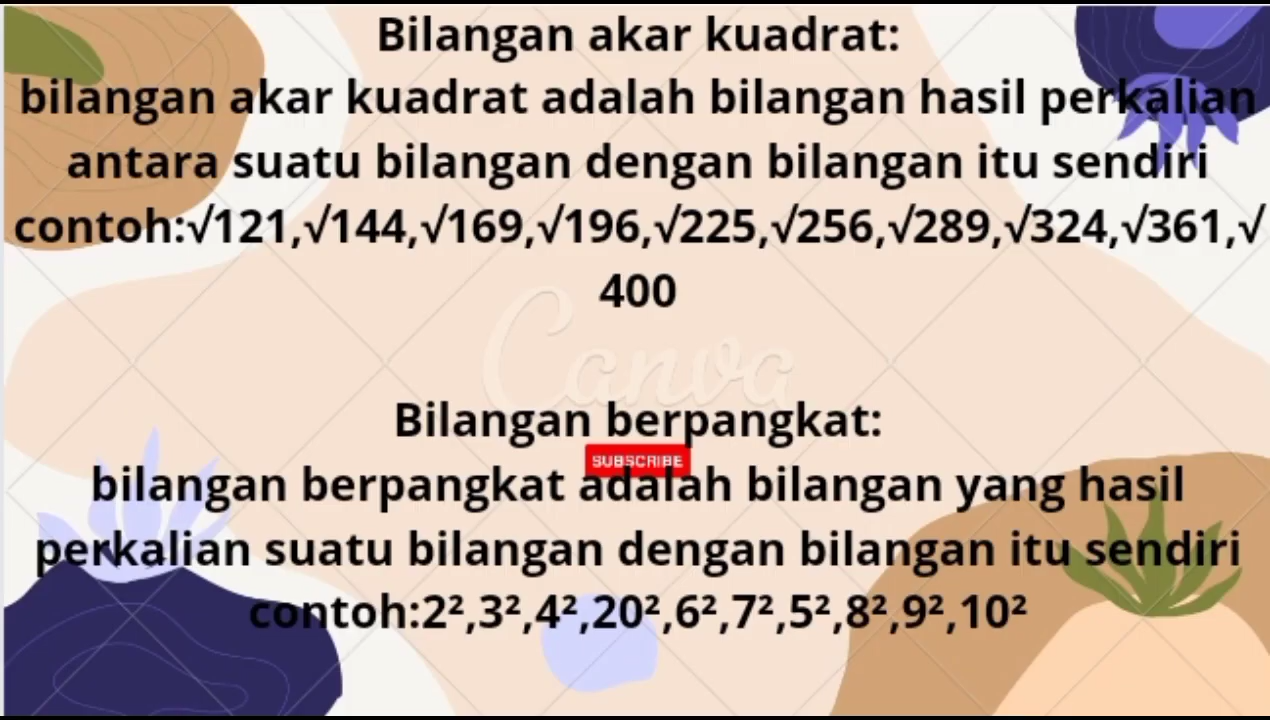 Bilangan akar kuadrat:
bilangan akar kuadrat adalah bilangan hasil perkalian
antara suatu bilangan dengan bilangan itu sendiri
contoh:√121,√144,√169,√196,√225,√256,√289,√324,√361,√
400
Canva
Bilangan berpangkat:
SUBSCRIBE
bilangan berpangkat adalah bilangan yang hasil
perkalian suatu bilangan dengan bilangan itu sendiri
contoh:2²,3²,4²,20²,6²,7²,5²,8²,9²,10²